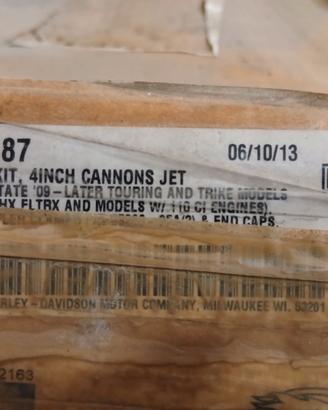 87 06/10/13
KIT, 4INCH CANNONS JET
TATE '09 – LATER TOURING AND TRIKE MODELS
HY FLTRX AND MODELS W/ 110 CI ENGINES),
& END CAPS.
RLEY – DAVIDSON MOTOR COMPANY, MILWAUKEE WI. 53201
2163